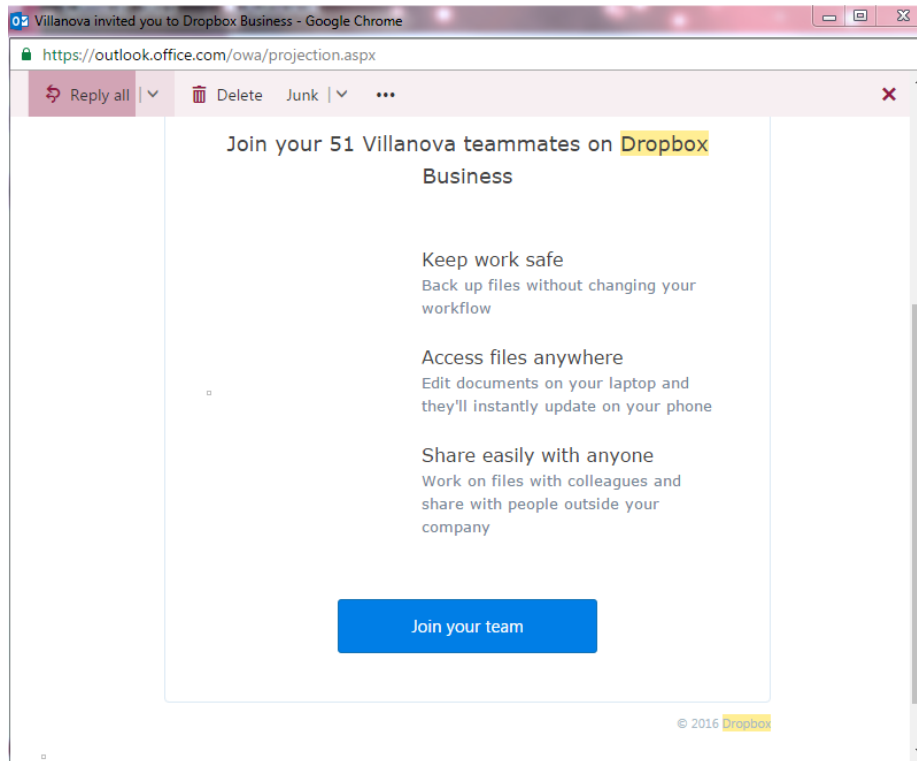 Villanova invited you to Dropbox Business - Google Chrome
https://outlook.office.com/owa/projection.aspx
Reply all Delete Junk
Join your 51 Villanova teammates on Dropbox
Business
Keep work safe
Back up files without changing your
workflow
Access files anywhere
Edit documents on your laptop and
they'll instantly update on your phone
Share easily with anyone
Work on files with colleagues and
share with people outside your
company
Join your team
© 2016 Dropbox